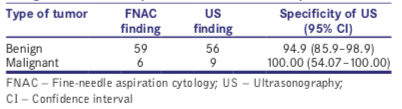 Type of tumor FNAC finding US finding Specificity of US (95% CI)
Benign 59 56 94.9 (85.9–98.9)
Malignant 6 9 100.00 (54.07–100.00)
FNAC – Fine-needle aspiration cytology; US – Ultrasonography;
CI – Confidence interval